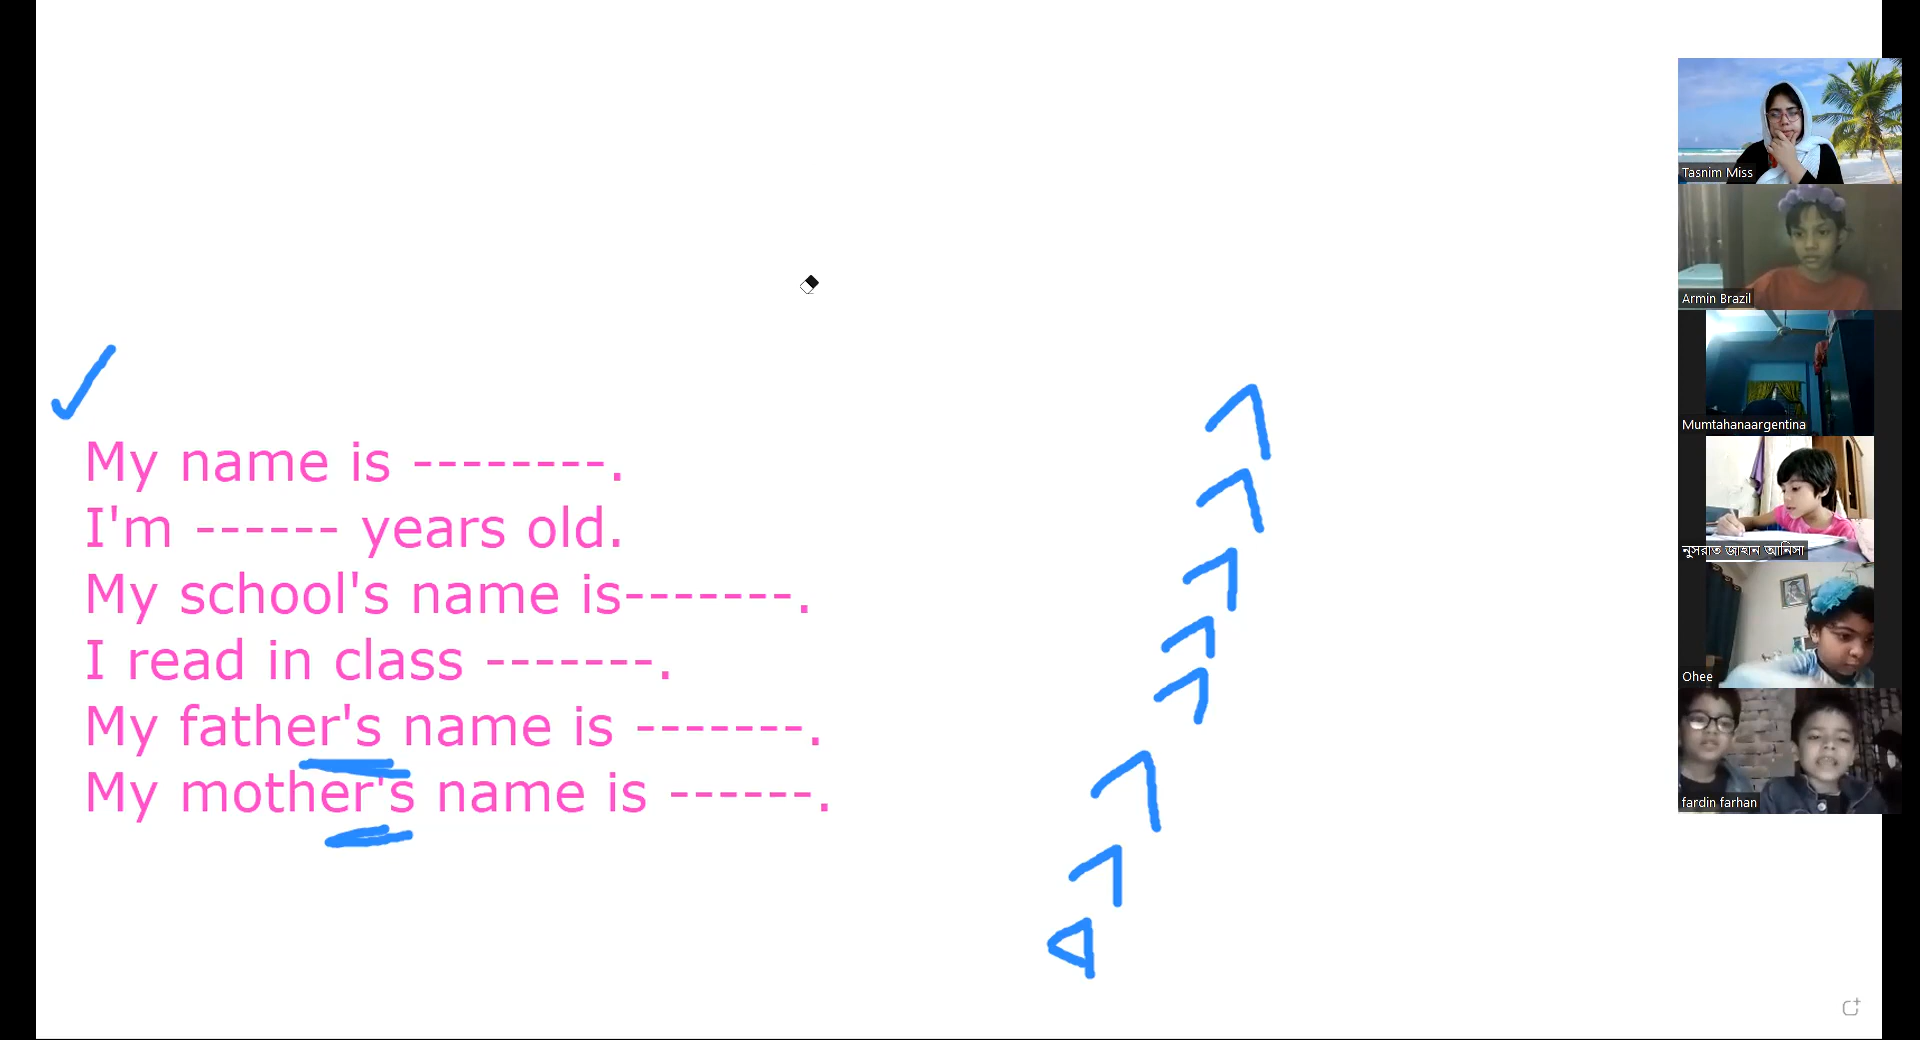 My name is --------.
I'm ------ years old.
My school's name is-------.
I read in class -------.
My father's name is -------.
My mother's name is ------.
Tasnim Miss
Armin Brazil
Mumtahanaargentina
নুসরাত জাহান আনিসা
Ohee
fardin farhan